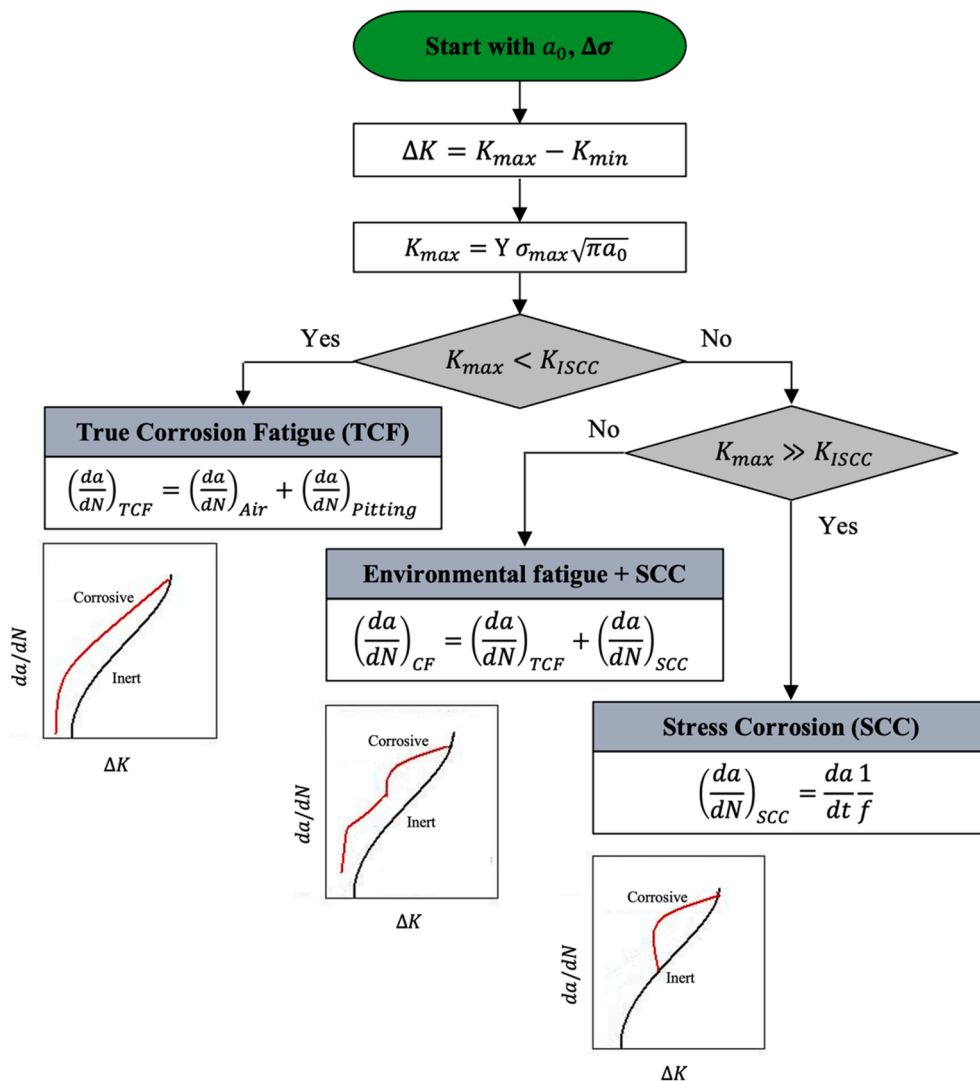 Start with a₀, Δσ
ΔK = K_max − K_min
K_max = Y σ_max √(πa₀)
Yes
No
K_max < K_ISCC
True Corrosion Fatigue (TCF)
(da/dN)_TCF = (da/dN)_Air + (da/dN)_Pitting
No
K_max ≫ K_ISCC
Yes
Corrosive
Inert
da/dN
ΔK
Environmental fatigue + SCC
(da/dN)_CF = (da/dN)_TCF + (da/dN)_SCC
Corrosive
Inert
da/dN
ΔK
Stress Corrosion (SCC)
(da/dN)_SCC = da/dt 1/f
Corrosive
Inert
da/dN
ΔK